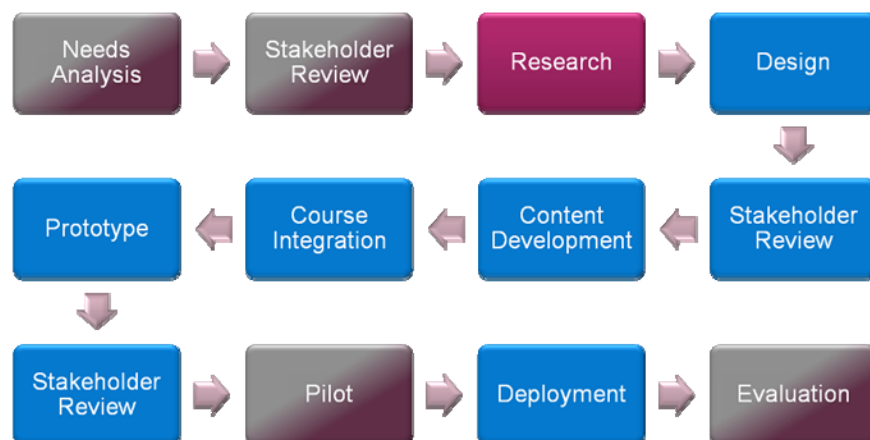 Needs
Analysis
Stakeholder
Review
Research
Design
Prototype
Course
Integration
Content
Development
Stakeholder
Review
Stakeholder
Review
Pilot
Deployment
Evaluation